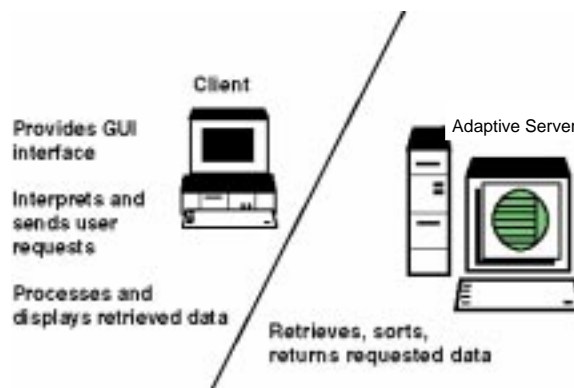 Client
Provides GUI
interface
Interprets and
sends user
requests
Processes and
displays retrieved data
Adaptive Server
Retrieves, sorts,
returns requested data